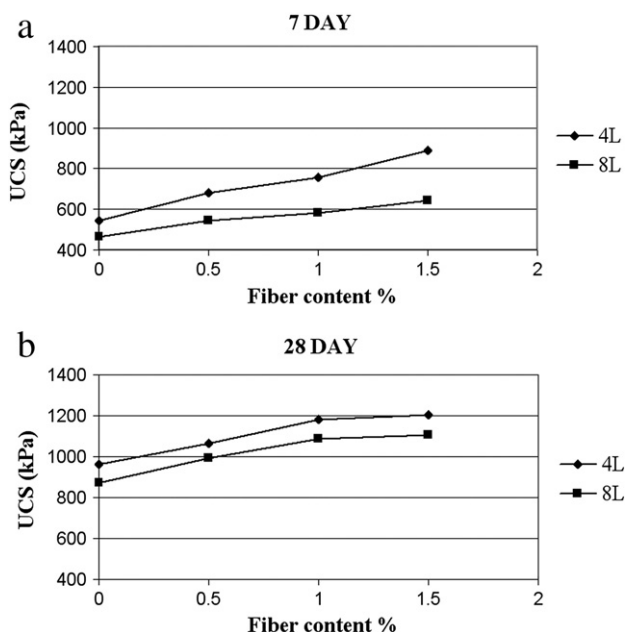 a
7 DAY
1400
1200
1000
800
600
400
UCS (kPa)
0 0.5 1 1.5 2
Fiber content %
4L
8L
b
28 DAY
1400
1200
1000
800
600
400
UCS (kPa)
0 0.5 1 1.5 2
Fiber content %
4L
8L